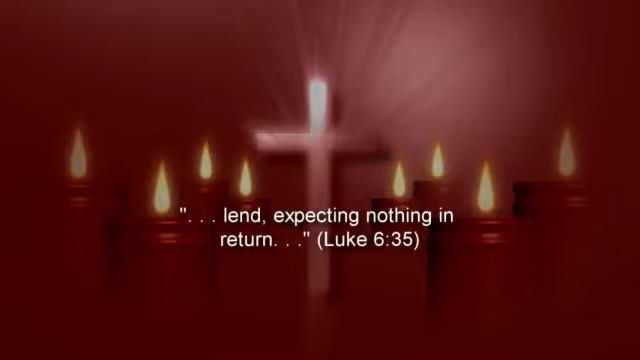 ". . . lend, expecting nothing in
return. . ." (Luke 6:35)